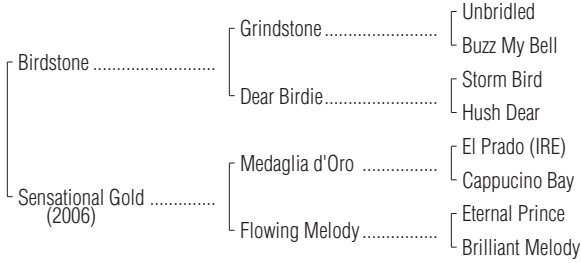 Unbridled
Grindstone ..........................
Buzz My Bell
Birdstone ............................
Storm Bird
Dear Birdie..........................
Hush Dear
El Prado (IRE)
Medaglia d'Oro .................
Cappucino Bay
Sensational Gold ...............
(2006)
Eternal Prince
Flowing Melody.................
Brilliant Melody